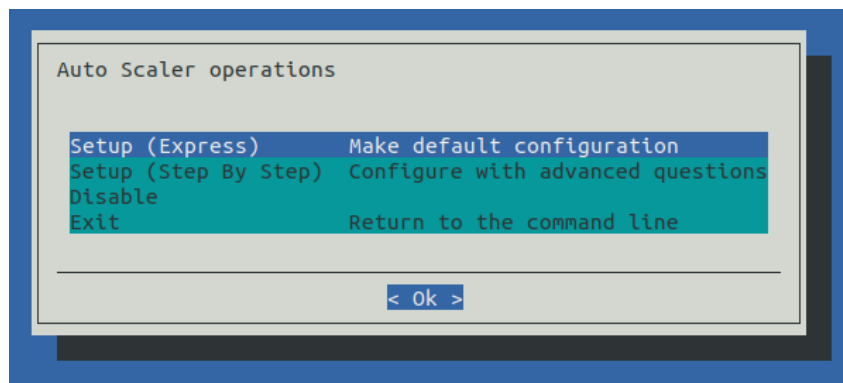 Auto Scaler operations
Setup (Express) Make default configuration
Setup (Step By Step) Configure with advanced questions
Disable
Exit Return to the command line
< Ok >